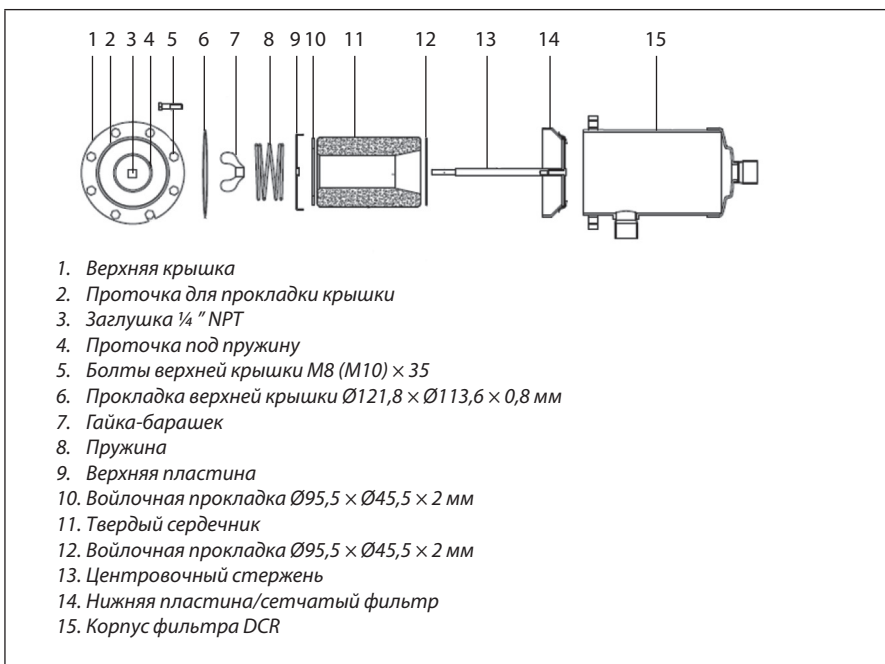 1 2 3 4 5 6 7 8 9 10 11 12 13 14 15
1. Верхняя крышка
2. Проточка для прокладки крышки
3. Заглушка ¼ ” NPT
4. Проточка под пружину
5. Болты верхней крышки M8 (M10) × 35
6. Прокладка верхней крышки Ø121,8 × Ø113,6 × 0,8 мм
7. Гайка-барашек
8. Пружина
9. Верхняя пластина
10. Войлочная прокладка Ø95,5 × Ø45,5 × 2 мм
11. Твердый сердечник
12. Войлочная прокладка Ø95,5 × Ø45,5 × 2 мм
13. Центровочный стержень
14. Нижняя пластина/сетчатый фильтр
15. Корпус фильтра DCR